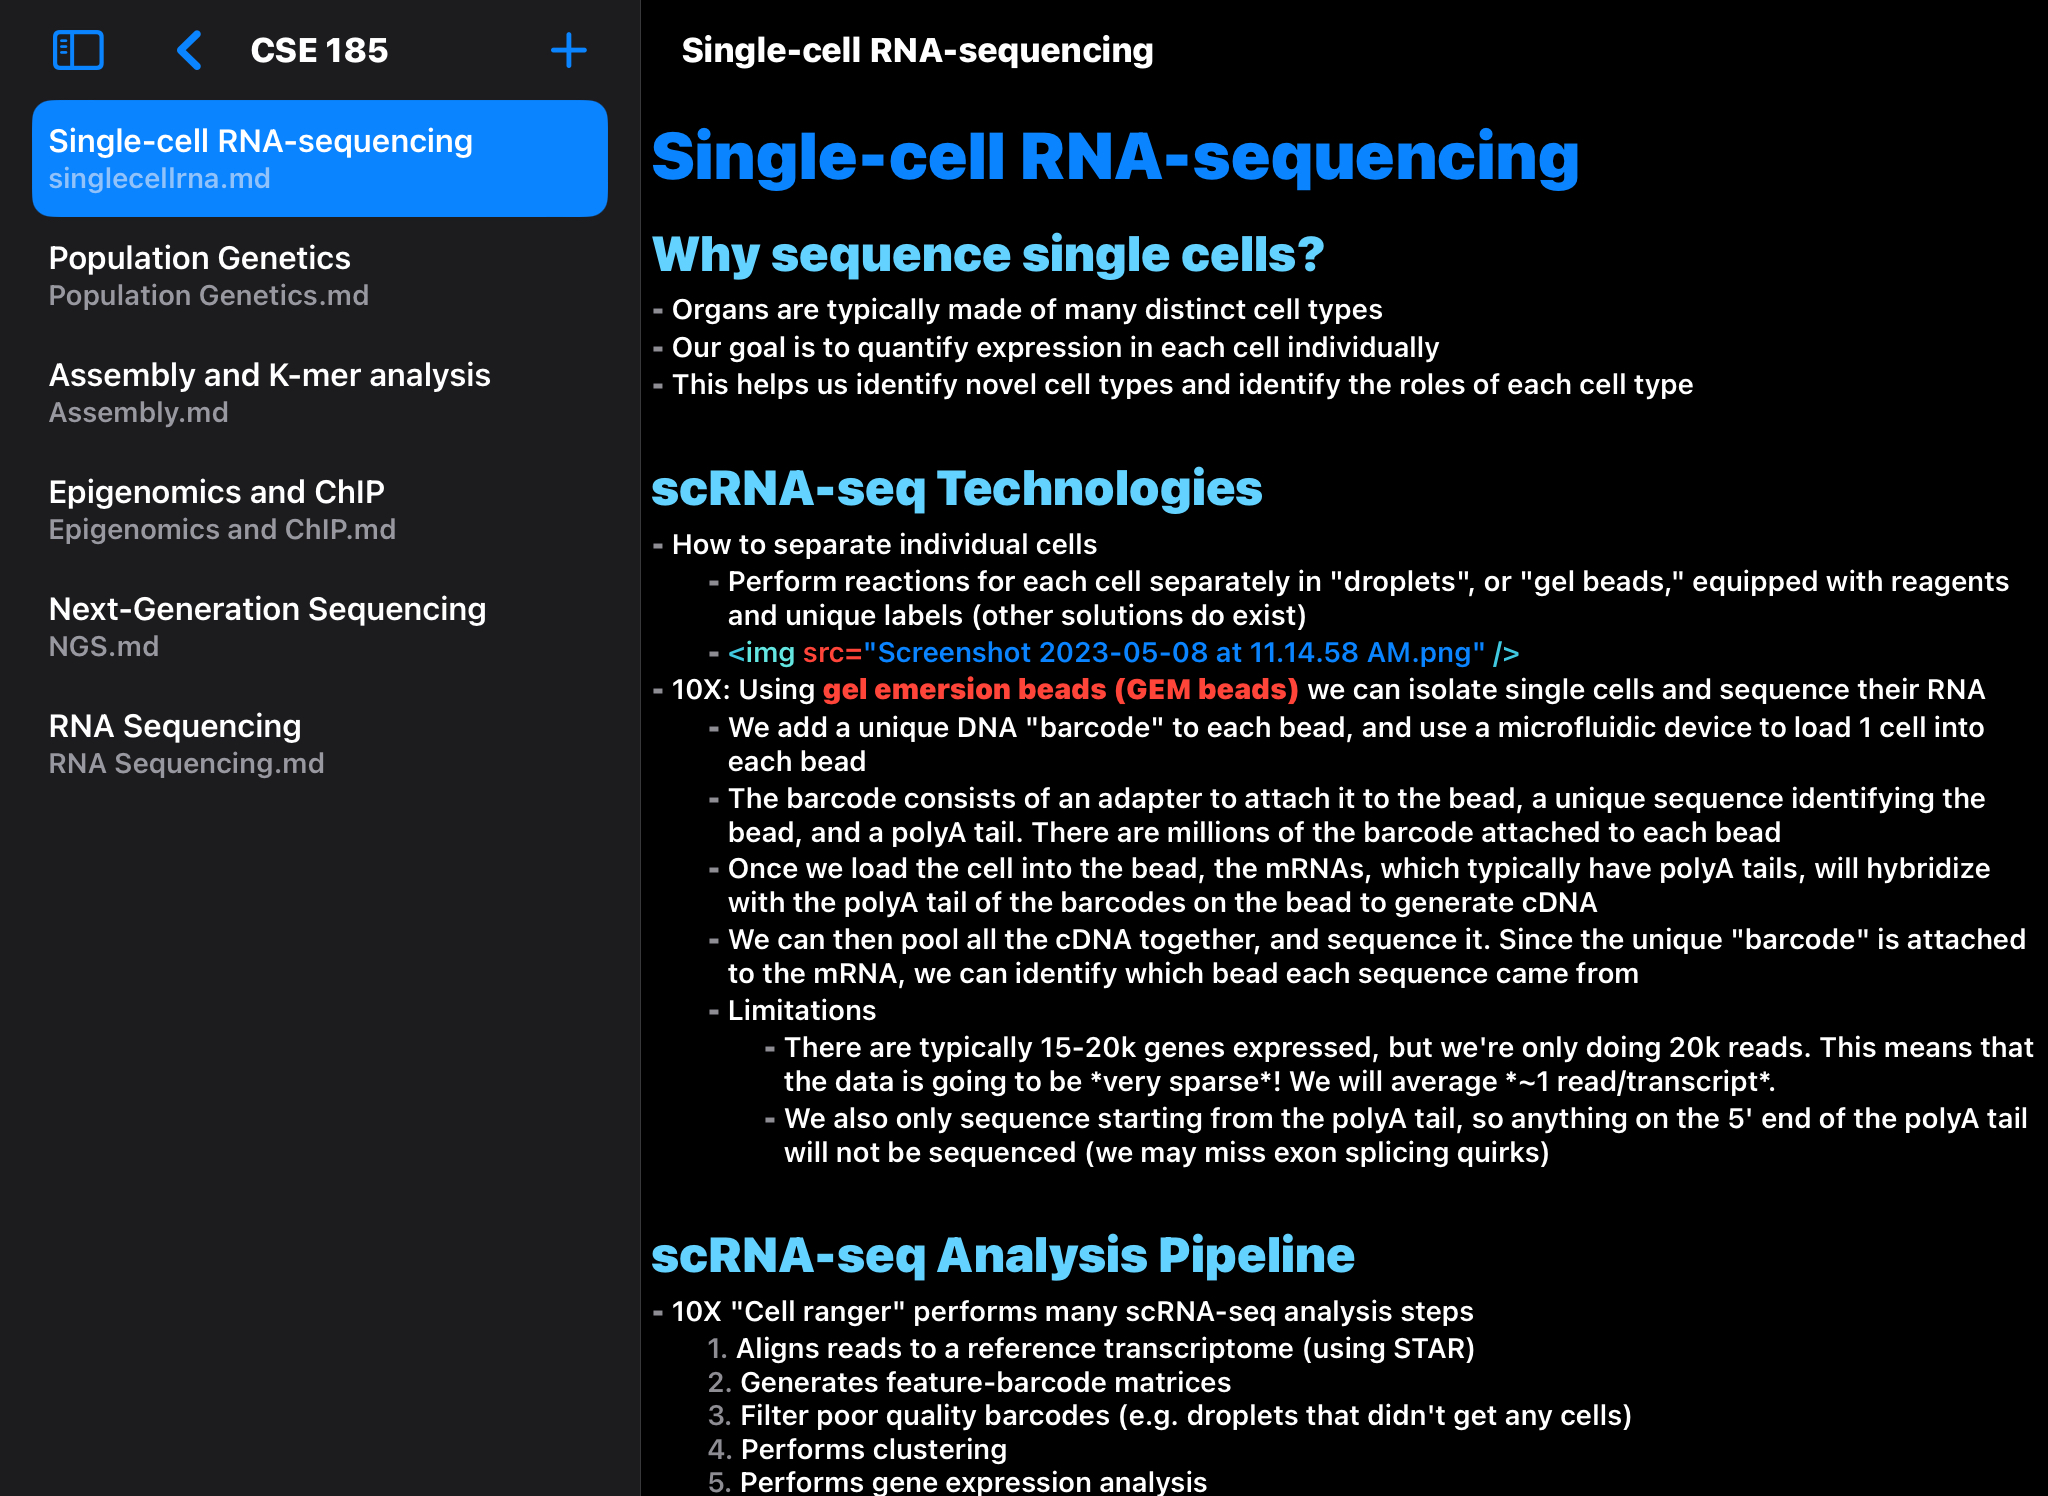 CSE 185
Single-cell RNA-sequencing
singlecellrna.md
Population Genetics
Population Genetics.md
Assembly and K-mer analysis
Assembly.md
Epigenomics and ChIP
Epigenomics and ChIP.md
Next-Generation Sequencing
NGS.md
RNA Sequencing
RNA Sequencing.md
Single-cell RNA-sequencing
Single-cell RNA-sequencing
Why sequence single cells?
- Organs are typically made of many distinct cell types
- Our goal is to quantify expression in each cell individually
- This helps us identify novel cell types and identify the roles of each cell type
scRNA-seq Technologies
- How to separate individual cells
- Perform reactions for each cell separately in "droplets", or "gel beads," equipped with reagents
and unique labels (other solutions do exist)
- <img src="Screenshot 2023-05-08 at 11.14.58 AM.png" />
- 10X: Using gel emersion beads (GEM beads) we can isolate single cells and sequence their RNA
- We add a unique DNA "barcode" to each bead, and use a microfluidic device to load 1 cell into
each bead
- The barcode consists of an adapter to attach it to the bead, a unique sequence identifying the
bead, and a polyA tail. There are millions of the barcode attached to each bead
- Once we load the cell into the bead, the mRNAs, which typically have polyA tails, will hybridize
with the polyA tail of the barcodes on the bead to generate cDNA
- We can then pool all the cDNA together, and sequence it. Since the unique "barcode" is attached
to the mRNA, we can identify which bead each sequence came from
- Limitations
- There are typically 15-20k genes expressed, but we're only doing 20k reads. This means that
the data is going to be *very sparse*! We will average *~1 read/transcript*.
- We also only sequence starting from the polyA tail, so anything on the 5' end of the polyA tail
will not be sequenced (we may miss exon splicing quirks)
scRNA-seq Analysis Pipeline
- 10X "Cell ranger" performs many scRNA-seq analysis steps
1. Aligns reads to a reference transcriptome (using STAR)
2. Generates feature-barcode matrices
3. Filter poor quality barcodes (e.g. droplets that didn't get any cells)
4. Performs clustering
5. Performs gene expression analysis